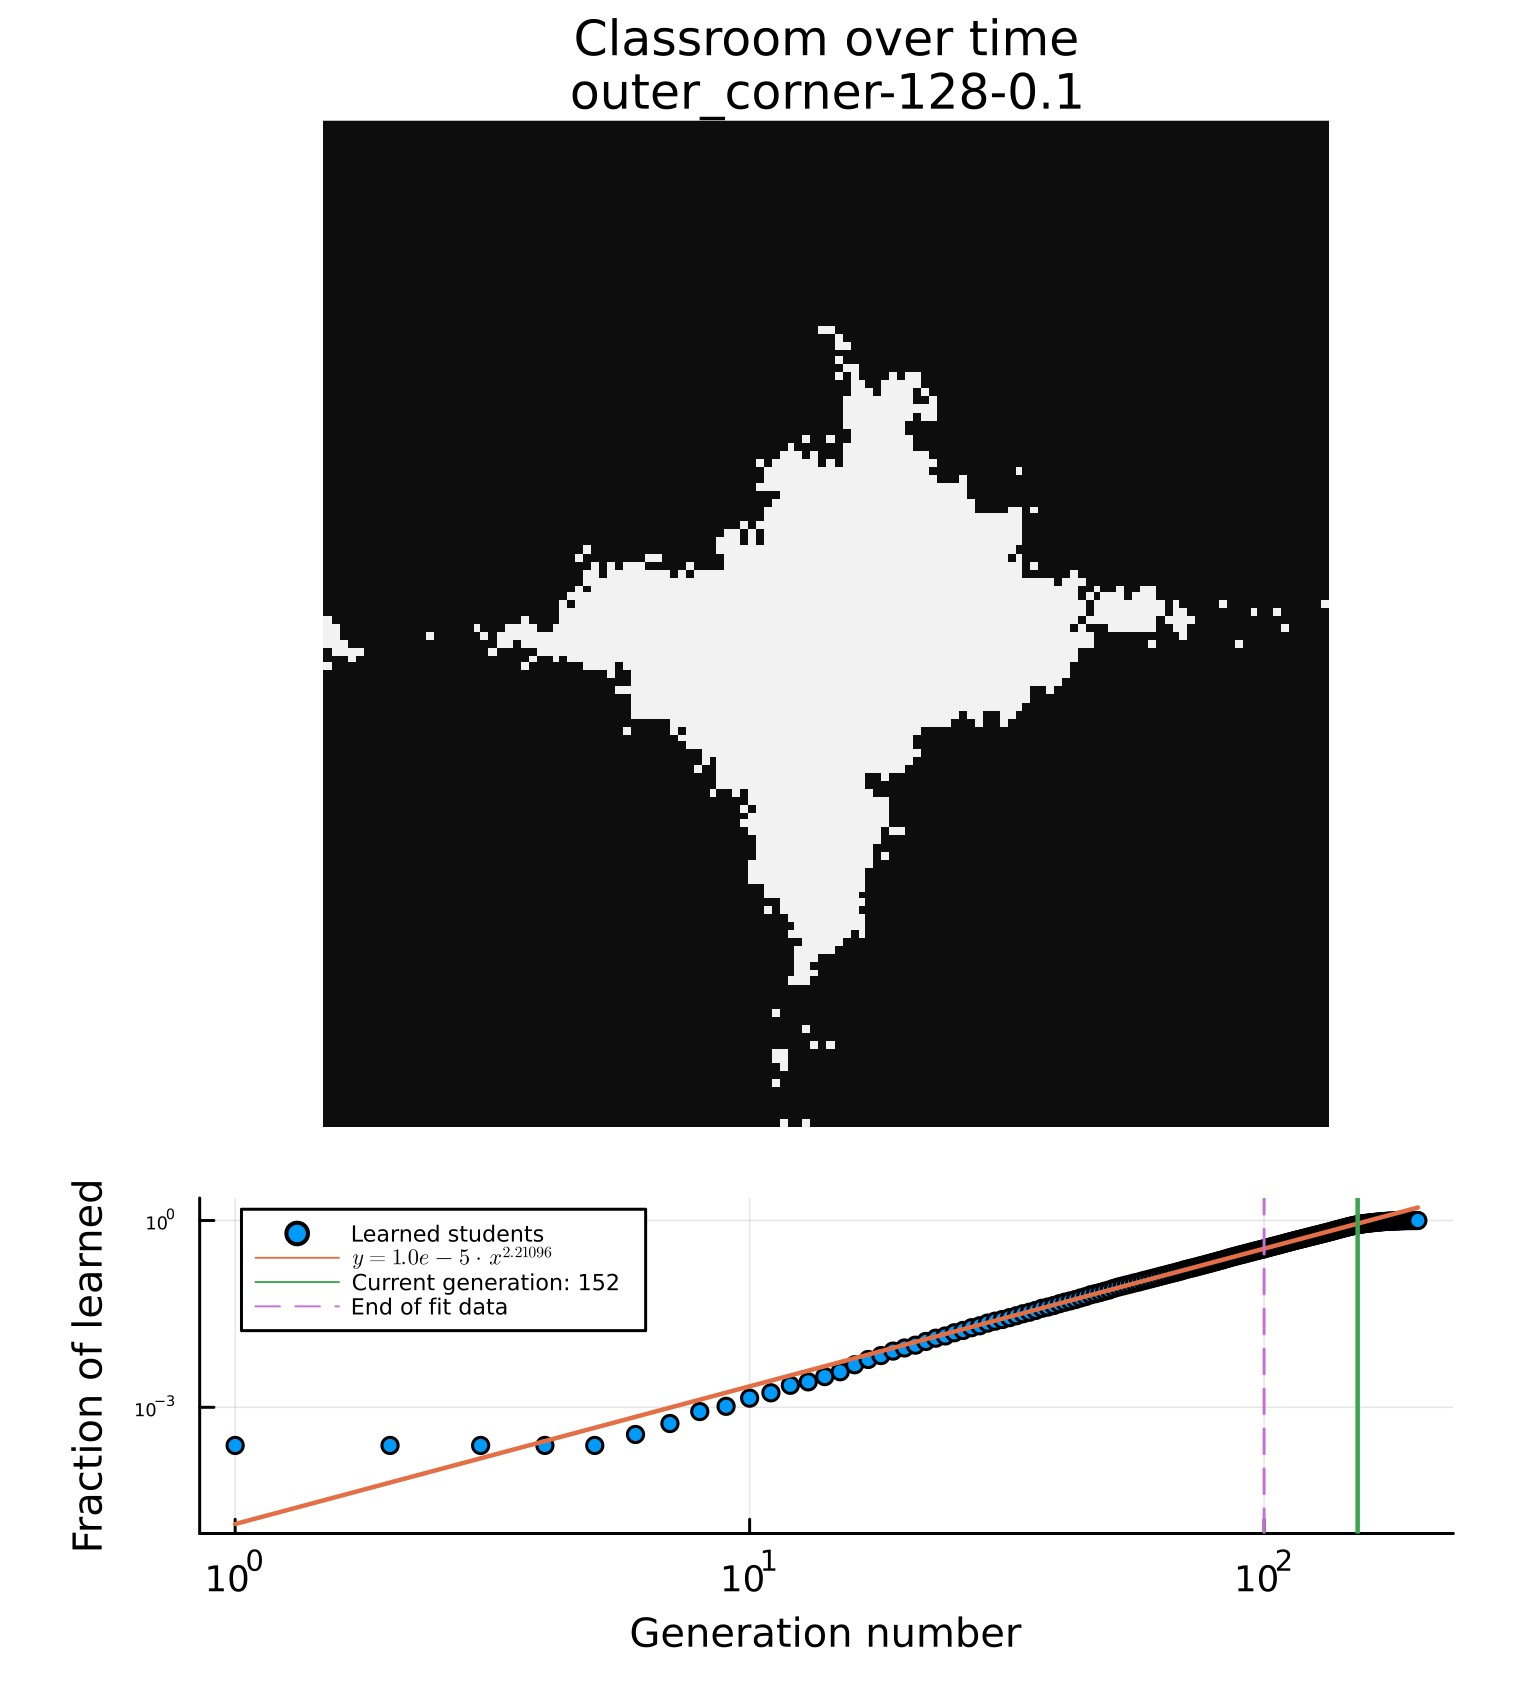 Classroom over time
outer_corner-128-0.1
Fraction of learned
10^0
10^-3
Learned students
y = 1.0e − 5 · x^2.21096
Current generation: 152
End of fit data
10^0
10^1
10^2
Generation number